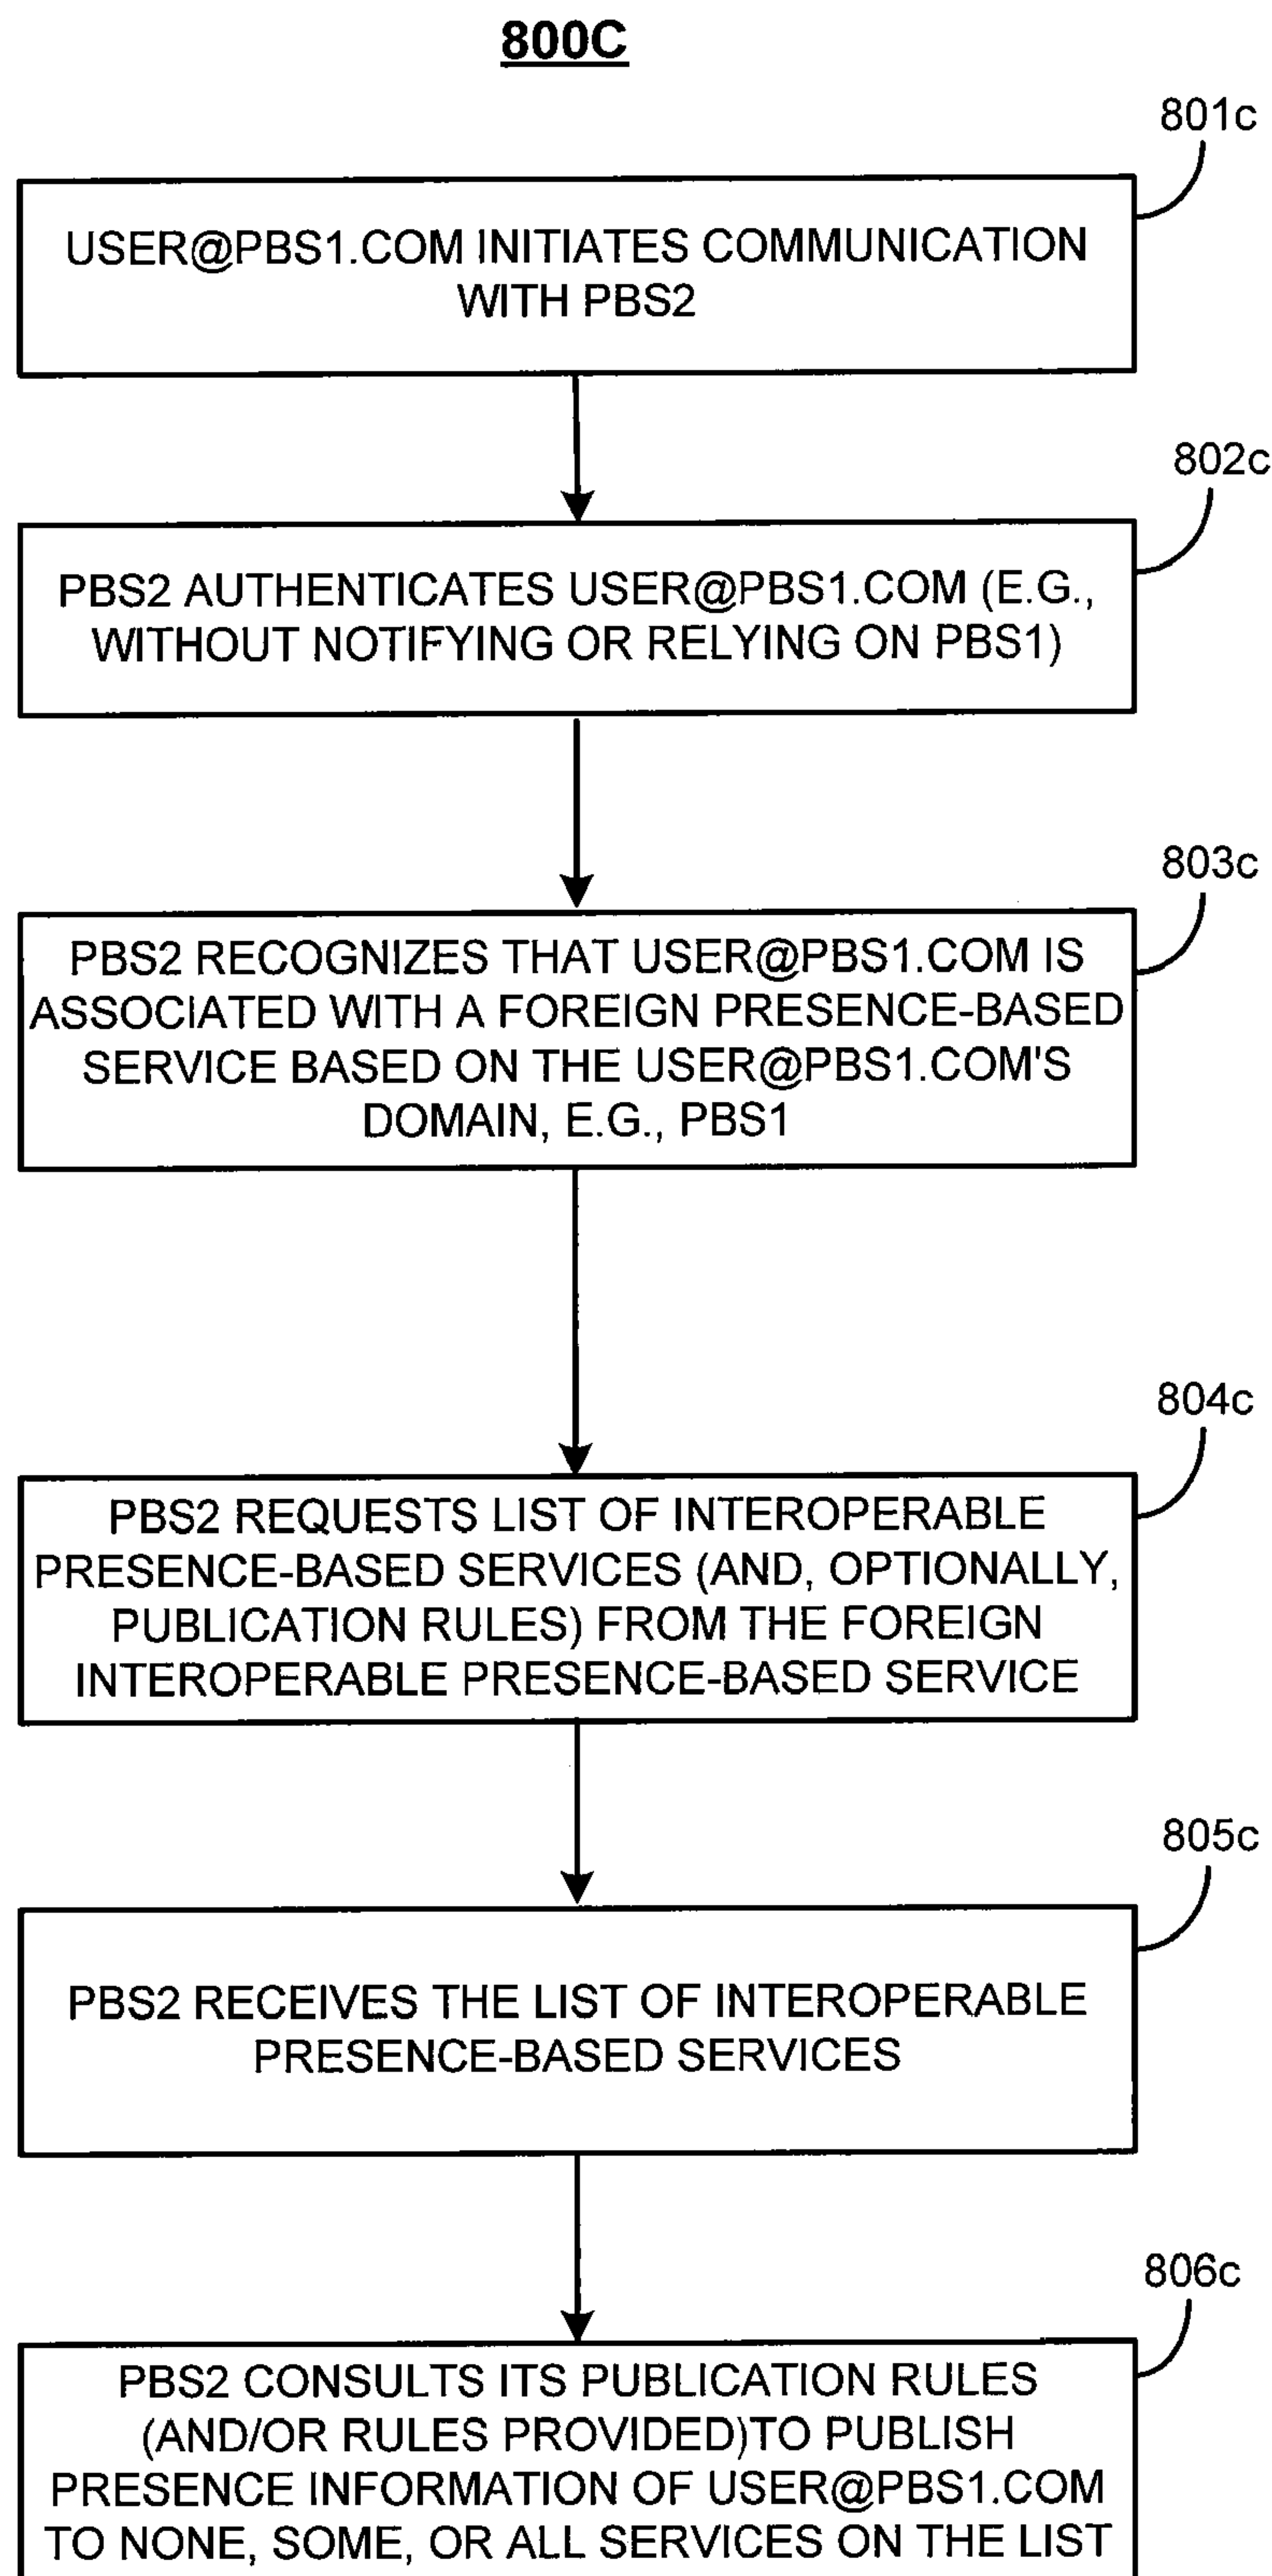 800C
801c
USER@PBS1.COM INITIATES COMMUNICATION
WITH PBS2
802c
PBS2 AUTHENTICATES USER@PBS1.COM (E.G.,
WITHOUT NOTIFYING OR RELYING ON PBS1)
803c
PBS2 RECOGNIZES THAT USER@PBS1.COM IS
ASSOCIATED WITH A FOREIGN PRESENCE-BASED
SERVICE BASED ON THE USER@PBS1.COM'S
DOMAIN, E.G., PBS1
804c
PBS2 REQUESTS LIST OF INTEROPERABLE
PRESENCE-BASED SERVICES (AND, OPTIONALLY,
PUBLICATION RULES) FROM THE FOREIGN
INTEROPERABLE PRESENCE-BASED SERVICE
805c
PBS2 RECEIVES THE LIST OF INTEROPERABLE
PRESENCE-BASED SERVICES
806c
PBS2 CONSULTS ITS PUBLICATION RULES
(AND/OR RULES PROVIDED)TO PUBLISH
PRESENCE INFORMATION OF USER@PBS1.COM
TO NONE, SOME, OR ALL SERVICES ON THE LIST